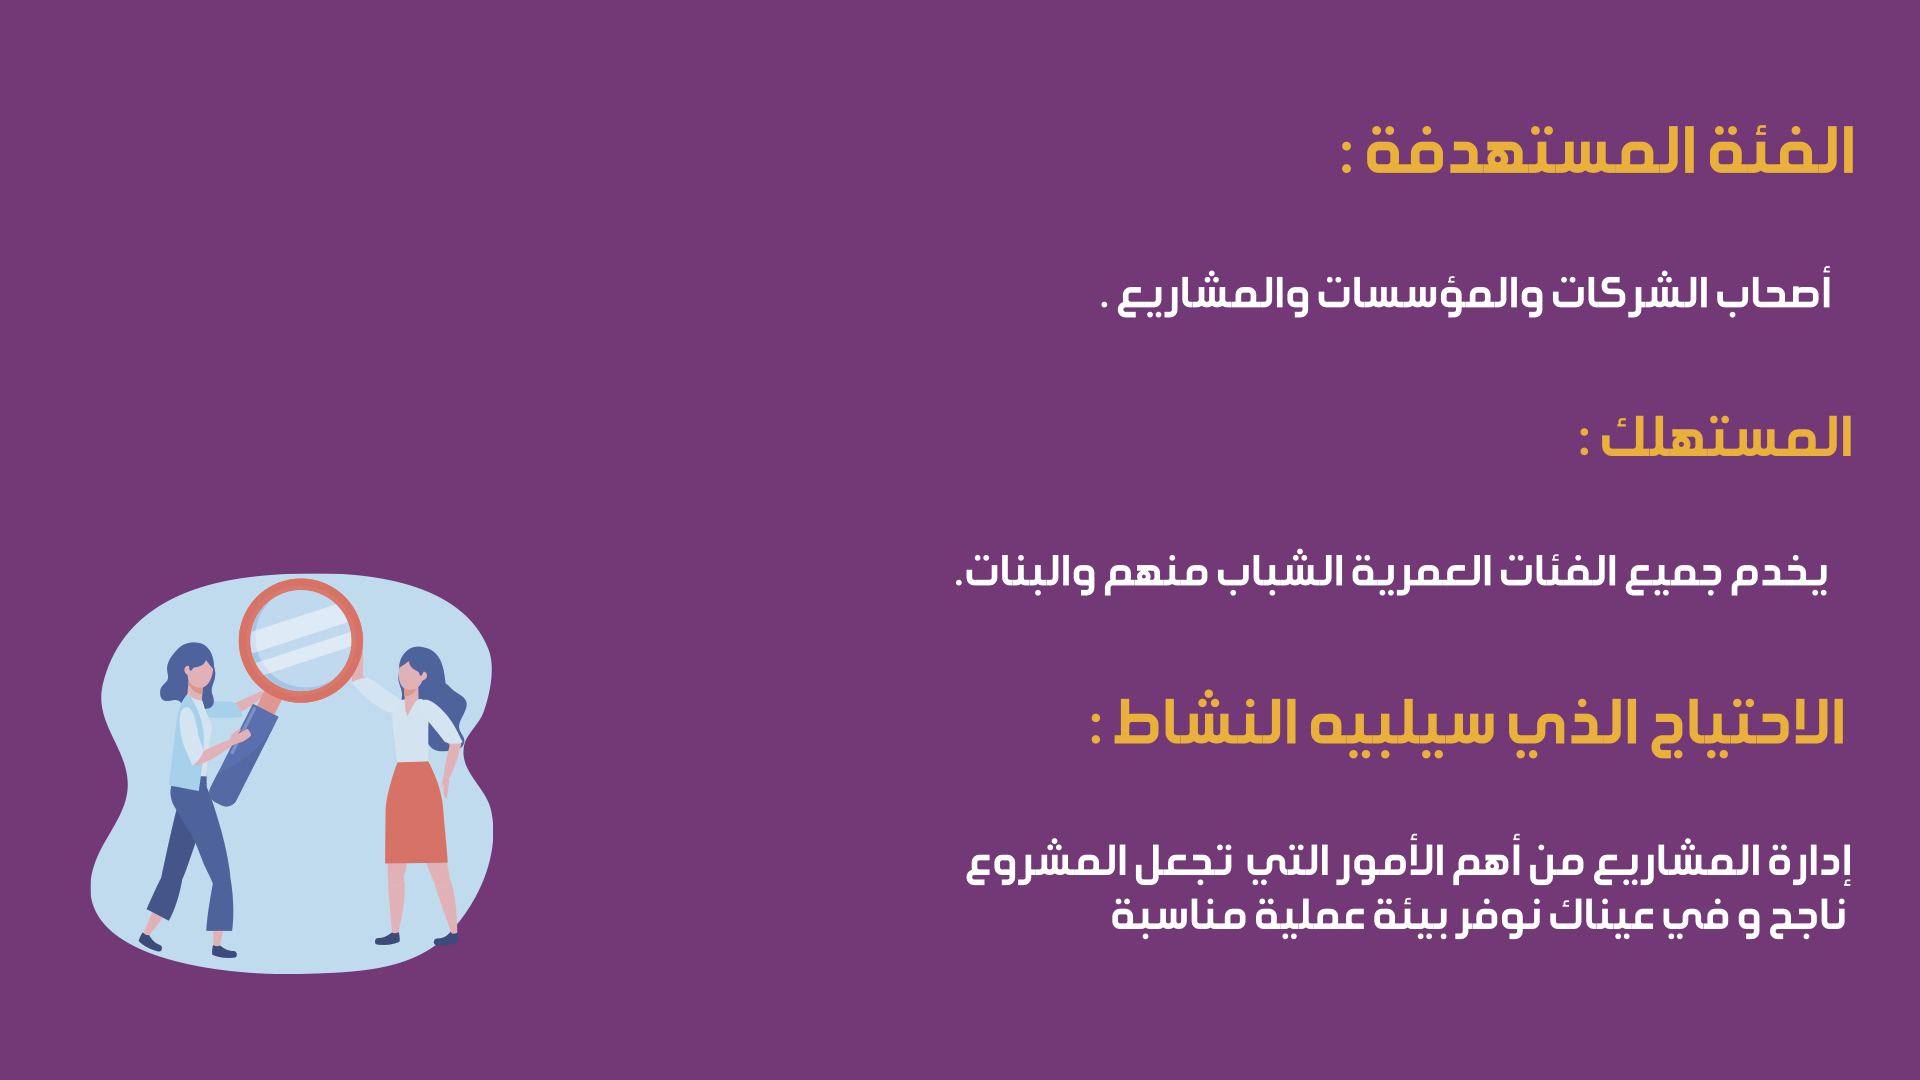 الفئة المستهدفة :
أصحاب الشركات والمؤسسات والمشاريع .
المستهلك :
يخدم جميع الفئات العمرية الشباب منهم والبنات.
الاحتياج الذي سيلبيه النشاط :
إدارة المشاريع من أهم الأمور التي تجعل المشروع
ناجح و في عيناك نوفر بيئة عملية مناسبة